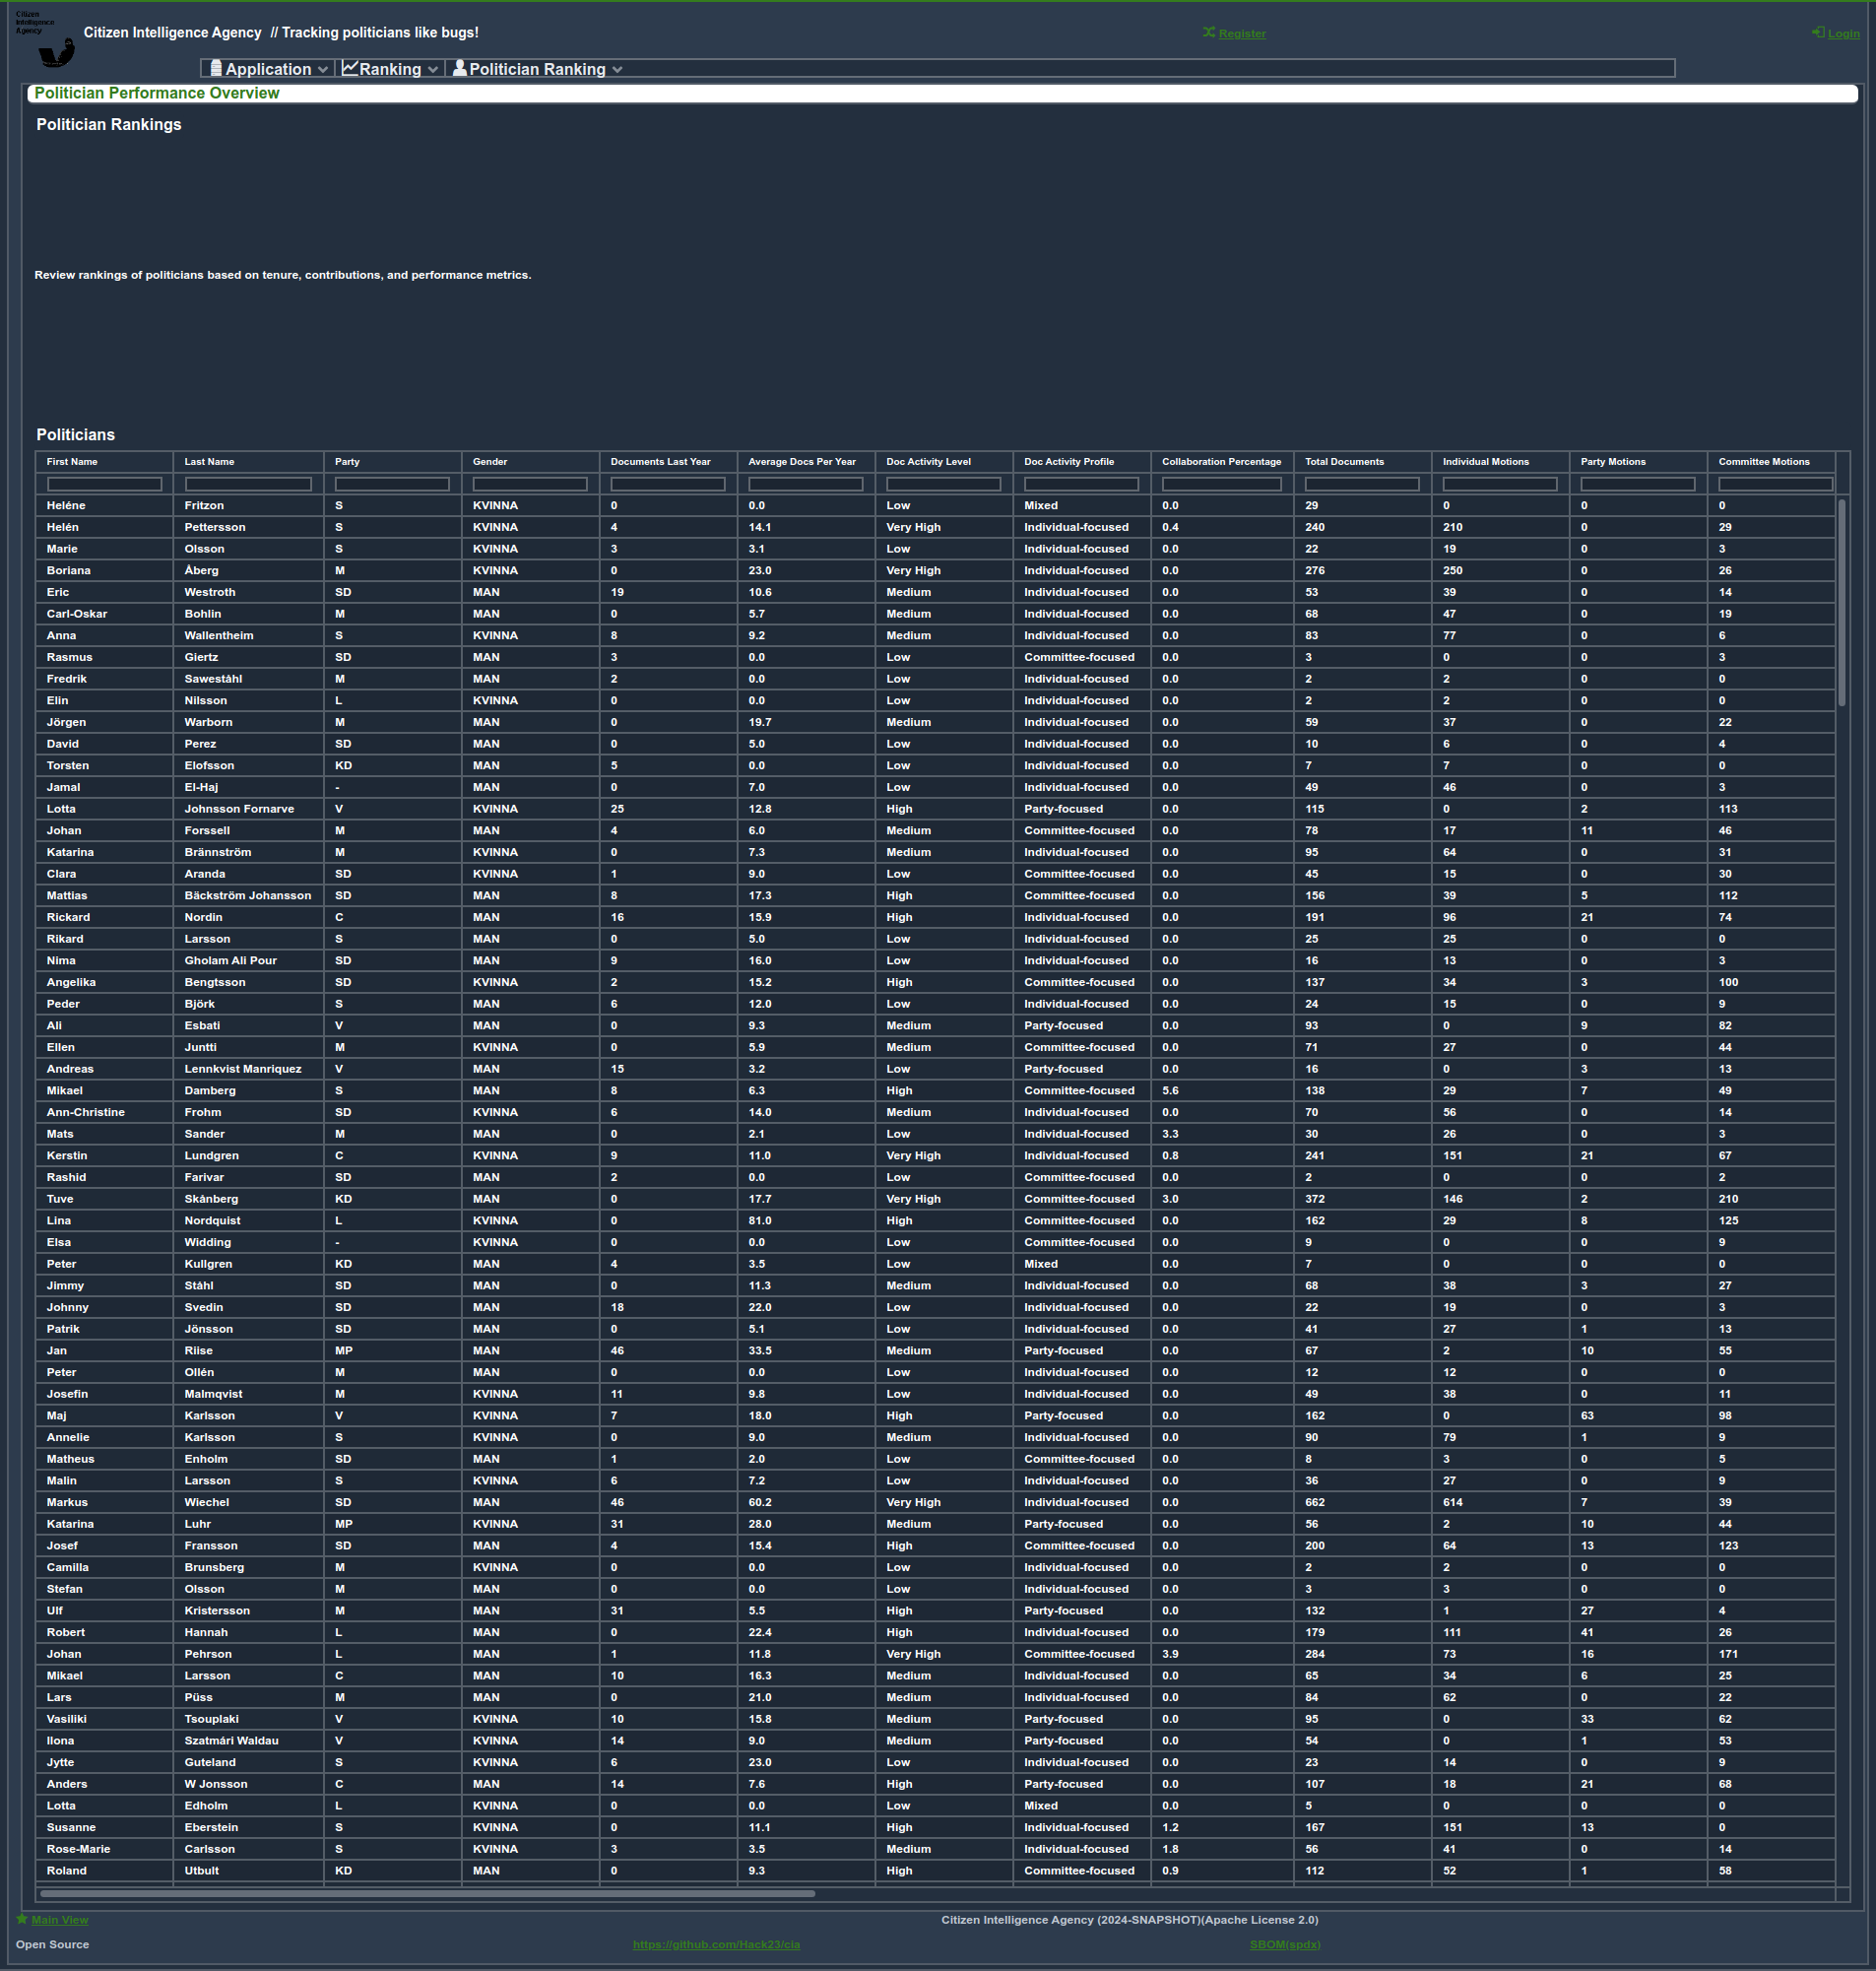 Citizen
Intelligence
Agency
Citizen Intelligence Agency // Tracking politicians like bugs!
Register
Login
Application Ranking Politician Ranking
Politician Performance Overview
Politician Rankings
Review rankings of politicians based on tenure, contributions, and performance metrics.
Politicians
First Name Last Name Party Gender Documents Last Year Average Docs Per Year Doc Activity Level Doc Activity Profile Collaboration Percentage Total Documents Individual Motions Party Motions Committee Motions
Heléne Fritzon S KVINNA 0 0.0 Low Mixed 0.0 29 0 0 0
Helén Pettersson S KVINNA 4 14.1 Very High Individual-focused 0.4 240 210 0 29
Marie Olsson S KVINNA 3 3.1 Low Individual-focused 0.0 22 19 0 3
Boriana Åberg M KVINNA 0 23.0 Very High Individual-focused 0.0 276 250 0 26
Eric Westroth SD MAN 19 10.6 Medium Individual-focused 0.0 53 39 0 14
Carl-Oskar Bohlin M MAN 0 5.7 Medium Individual-focused 0.0 68 47 0 19
Anna Wallentheim S KVINNA 8 9.2 Medium Individual-focused 0.0 83 77 0 6
Rasmus Giertz SD MAN 3 0.0 Low Committee-focused 0.0 3 0 0 3
Fredrik Saweståhl M MAN 2 0.0 Low Individual-focused 0.0 2 2 0 0
Elin Nilsson L KVINNA 0 0.0 Low Individual-focused 0.0 2 2 0 0
Jörgen Warborn M MAN 0 19.7 Medium Individual-focused 0.0 59 37 0 22
David Perez SD MAN 0 5.0 Low Individual-focused 0.0 10 6 0 4
Torsten Elofsson KD MAN 5 0.0 Low Individual-focused 0.0 7 7 0 0
Jamal El-Haj - MAN 0 7.0 Low Individual-focused 0.0 49 46 0 3
Lotta Johnsson Fornarve V KVINNA 25 12.8 High Party-focused 0.0 115 0 2 113
Johan Forssell M MAN 4 6.0 Medium Committee-focused 0.0 78 17 11 46
Katarina Brännström M KVINNA 0 7.3 Medium Individual-focused 0.0 95 64 0 31
Clara Aranda SD KVINNA 1 9.0 Low Committee-focused 0.0 45 15 0 30
Mattias Bäckström Johansson SD MAN 8 17.3 High Committee-focused 0.0 156 39 5 112
Rickard Nordin C MAN 16 15.9 High Individual-focused 0.0 191 96 21 74
Rikard Larsson S MAN 0 5.0 Low Individual-focused 0.0 25 25 0 0
Nima Gholam Ali Pour SD MAN 9 16.0 Low Individual-focused 0.0 16 13 0 3
Angelika Bengtsson SD KVINNA 2 15.2 High Committee-focused 0.0 137 34 3 100
Peder Björk S MAN 6 12.0 Low Individual-focused 0.0 24 15 0 9
Ali Esbati V MAN 0 9.3 Medium Party-focused 0.0 93 0 9 82
Ellen Juntti M KVINNA 0 5.9 Medium Committee-focused 0.0 71 27 0 44
Andreas Lennkvist Manriquez V MAN 15 3.2 Low Party-focused 0.0 16 0 3 13
Mikael Damberg S MAN 8 6.3 High Committee-focused 5.6 138 29 7 49
Ann-Christine Frohm SD KVINNA 6 14.0 Medium Individual-focused 0.0 70 56 0 14
Mats Sander M MAN 0 2.1 Low Individual-focused 3.3 30 26 0 3
Kerstin Lundgren C KVINNA 9 11.0 Very High Individual-focused 0.8 241 151 21 67
Rashid Farivar SD MAN 2 0.0 Low Committee-focused 0.0 2 0 0 2
Tuve Skånberg KD MAN 0 17.7 Very High Committee-focused 3.0 372 146 2 210
Lina Nordquist L KVINNA 0 81.0 High Committee-focused 0.0 162 29 8 125
Elsa Widding - KVINNA 0 0.0 Low Committee-focused 0.0 9 0 0 9
Peter Kullgren KD MAN 4 3.5 Low Mixed 0.0 7 0 0 0
Jimmy Ståhl SD MAN 0 11.3 Medium Individual-focused 0.0 68 38 3 27
Johnny Svedin SD MAN 18 22.0 Low Individual-focused 0.0 22 19 0 3
Patrik Jönsson SD MAN 0 5.1 Low Individual-focused 0.0 41 27 1 13
Jan Riise MP MAN 46 33.5 Medium Party-focused 0.0 67 2 10 55
Peter Ollén M MAN 0 0.0 Low Individual-focused 0.0 12 12 0 0
Josefin Malmqvist M KVINNA 11 9.8 Low Individual-focused 0.0 49 38 0 11
Maj Karlsson V KVINNA 7 18.0 High Party-focused 0.0 162 0 63 98
Annelie Karlsson S KVINNA 0 9.0 Medium Individual-focused 0.0 90 79 1 9
Matheus Enholm SD MAN 1 2.0 Low Committee-focused 0.0 8 3 0 5
Malin Larsson S KVINNA 6 7.2 Low Individual-focused 0.0 36 27 0 9
Markus Wiechel SD MAN 46 60.2 Very High Individual-focused 0.0 662 614 7 39
Katarina Luhr MP KVINNA 31 28.0 Medium Party-focused 0.0 56 2 10 44
Josef Fransson SD MAN 4 15.4 High Committee-focused 0.0 200 64 13 123
Camilla Brunsberg M KVINNA 0 0.0 Low Individual-focused 0.0 2 2 0 0
Stefan Olsson M MAN 0 0.0 Low Individual-focused 0.0 3 3 0 0
Ulf Kristersson M MAN 31 5.5 High Party-focused 0.0 132 1 27 4
Robert Hannah L MAN 0 22.4 High Individual-focused 0.0 179 111 41 26
Johan Pehrson L MAN 1 11.8 Very High Committee-focused 3.9 284 73 16 171
Mikael Larsson C MAN 10 16.3 Medium Individual-focused 0.0 65 34 6 25
Lars Püss M MAN 0 21.0 Medium Individual-focused 0.0 84 62 0 22
Vasiliki Tsouplaki V KVINNA 10 15.8 Medium Party-focused 0.0 95 0 33 62
Ilona Szatmári Waldau V KVINNA 14 9.0 Medium Party-focused 0.0 54 0 1 53
Jytte Guteland S KVINNA 6 23.0 Low Individual-focused 0.0 23 14 0 9
Anders W Jonsson C MAN 14 7.6 High Party-focused 0.0 107 18 21 68
Lotta Edholm L KVINNA 0 0.0 Low Mixed 0.0 5 0 0 0
Susanne Eberstein S KVINNA 0 11.1 High Individual-focused 1.2 167 151 13 0
Rose-Marie Carlsson S KVINNA 3 3.5 Medium Individual-focused 1.8 56 41 0 14
Roland Utbult KD MAN 0 9.3 High Committee-focused 0.9 112 52 1 58
Main View
Citizen Intelligence Agency (2024-SNAPSHOT)(Apache License 2.0)
Open Source
https://github.com/Hack23/cia
SBOM(spdx)